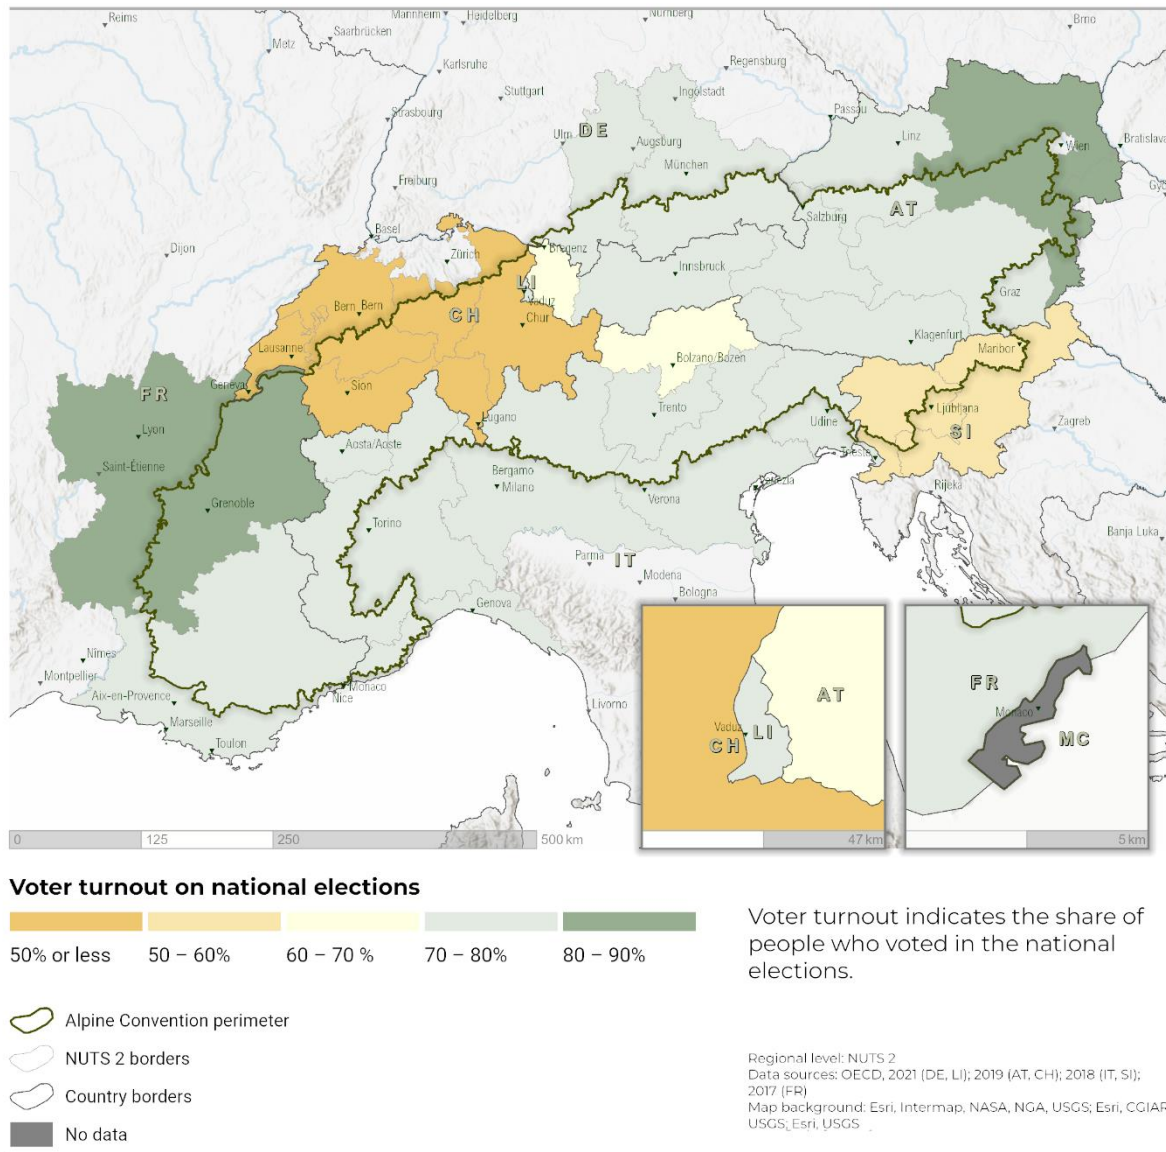 Reims
Mannheim
Heidelberg
Nürnberg
Brno
Saarbrücken
Metz
Karlsruhe
Regensburg
Stuttgart
Ingolstadt
Strasbourg
Passau
DE
Ulm
Augsburg
Linz
Wien
Bratislava
München
Freiburg
Salzburg
AT
Basel
Dijon
Zürich
Bregenz
Innsbruck
LI
Vaduz
Graz
Bern Bern
CH
Chur
Klagenfurt
Maribor
Lausanne
Bolzano/Bozen
Geneva
Sion
FR
Trento
Ljubljana
Lyon
Lugano
Udine
SI
Zagreb
Aosta/Aoste
Trieste
Saint-Étienne
Bergamo
Milano
Venezia
Rijeka
Verona
Grenoble
Torino
Banja Luka
Parma
IT
Modena
Bologna
Genova
Nîmes
Montpellier
Monaco
Nice
Aix-en-Provence
Livorno
Marseille
Toulon
AT
Vaduz
LI
CH
FR
Monaco
MC
0 125 250 500 km
47 km
5 km
Voter turnout on national elections
50% or less 50 – 60% 60 – 70 % 70 – 80% 80 – 90%
Voter turnout indicates the share of
people who voted in the national
elections.
Alpine Convention perimeter
NUTS 2 borders
Country borders
No data
Regional level: NUTS 2
Data sources: OECD, 2021 (DE, LI); 2019 (AT, CH); 2018 (IT, SI);
2017 (FR)
Map background: Esri, Intermap, NASA, NGA, USGS; Esri, CGIAR
USGS; Esri, USGS